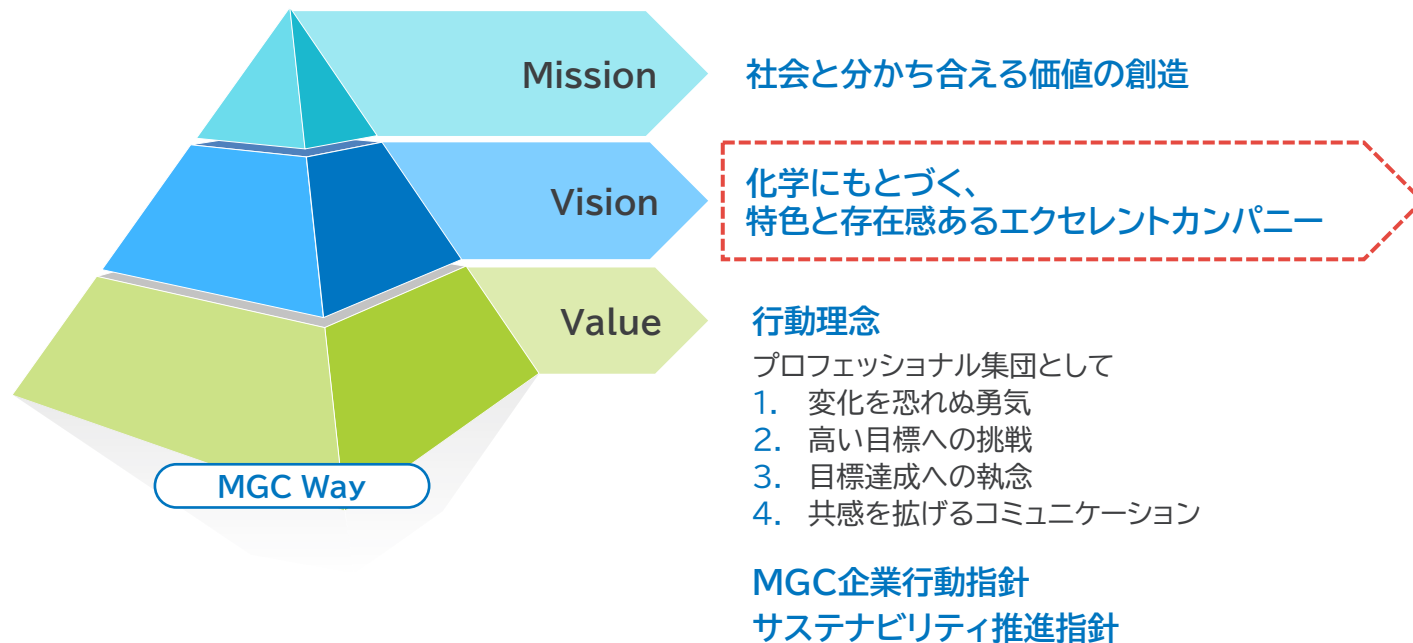 Mission
社会と分かち合える価値の創造
Vision
化学にもとづく、
特色と存在感あるエクセレントカンパニー
Value
行動理念
プロフェッショナル集団として
1. 変化を恐れぬ勇気
2. 高い目標への挑戦
3. 目標達成への執念
4. 共感を拡げるコミュニケーション
MGC Way
MGC企業行動指針
サステナビリティ推進指針